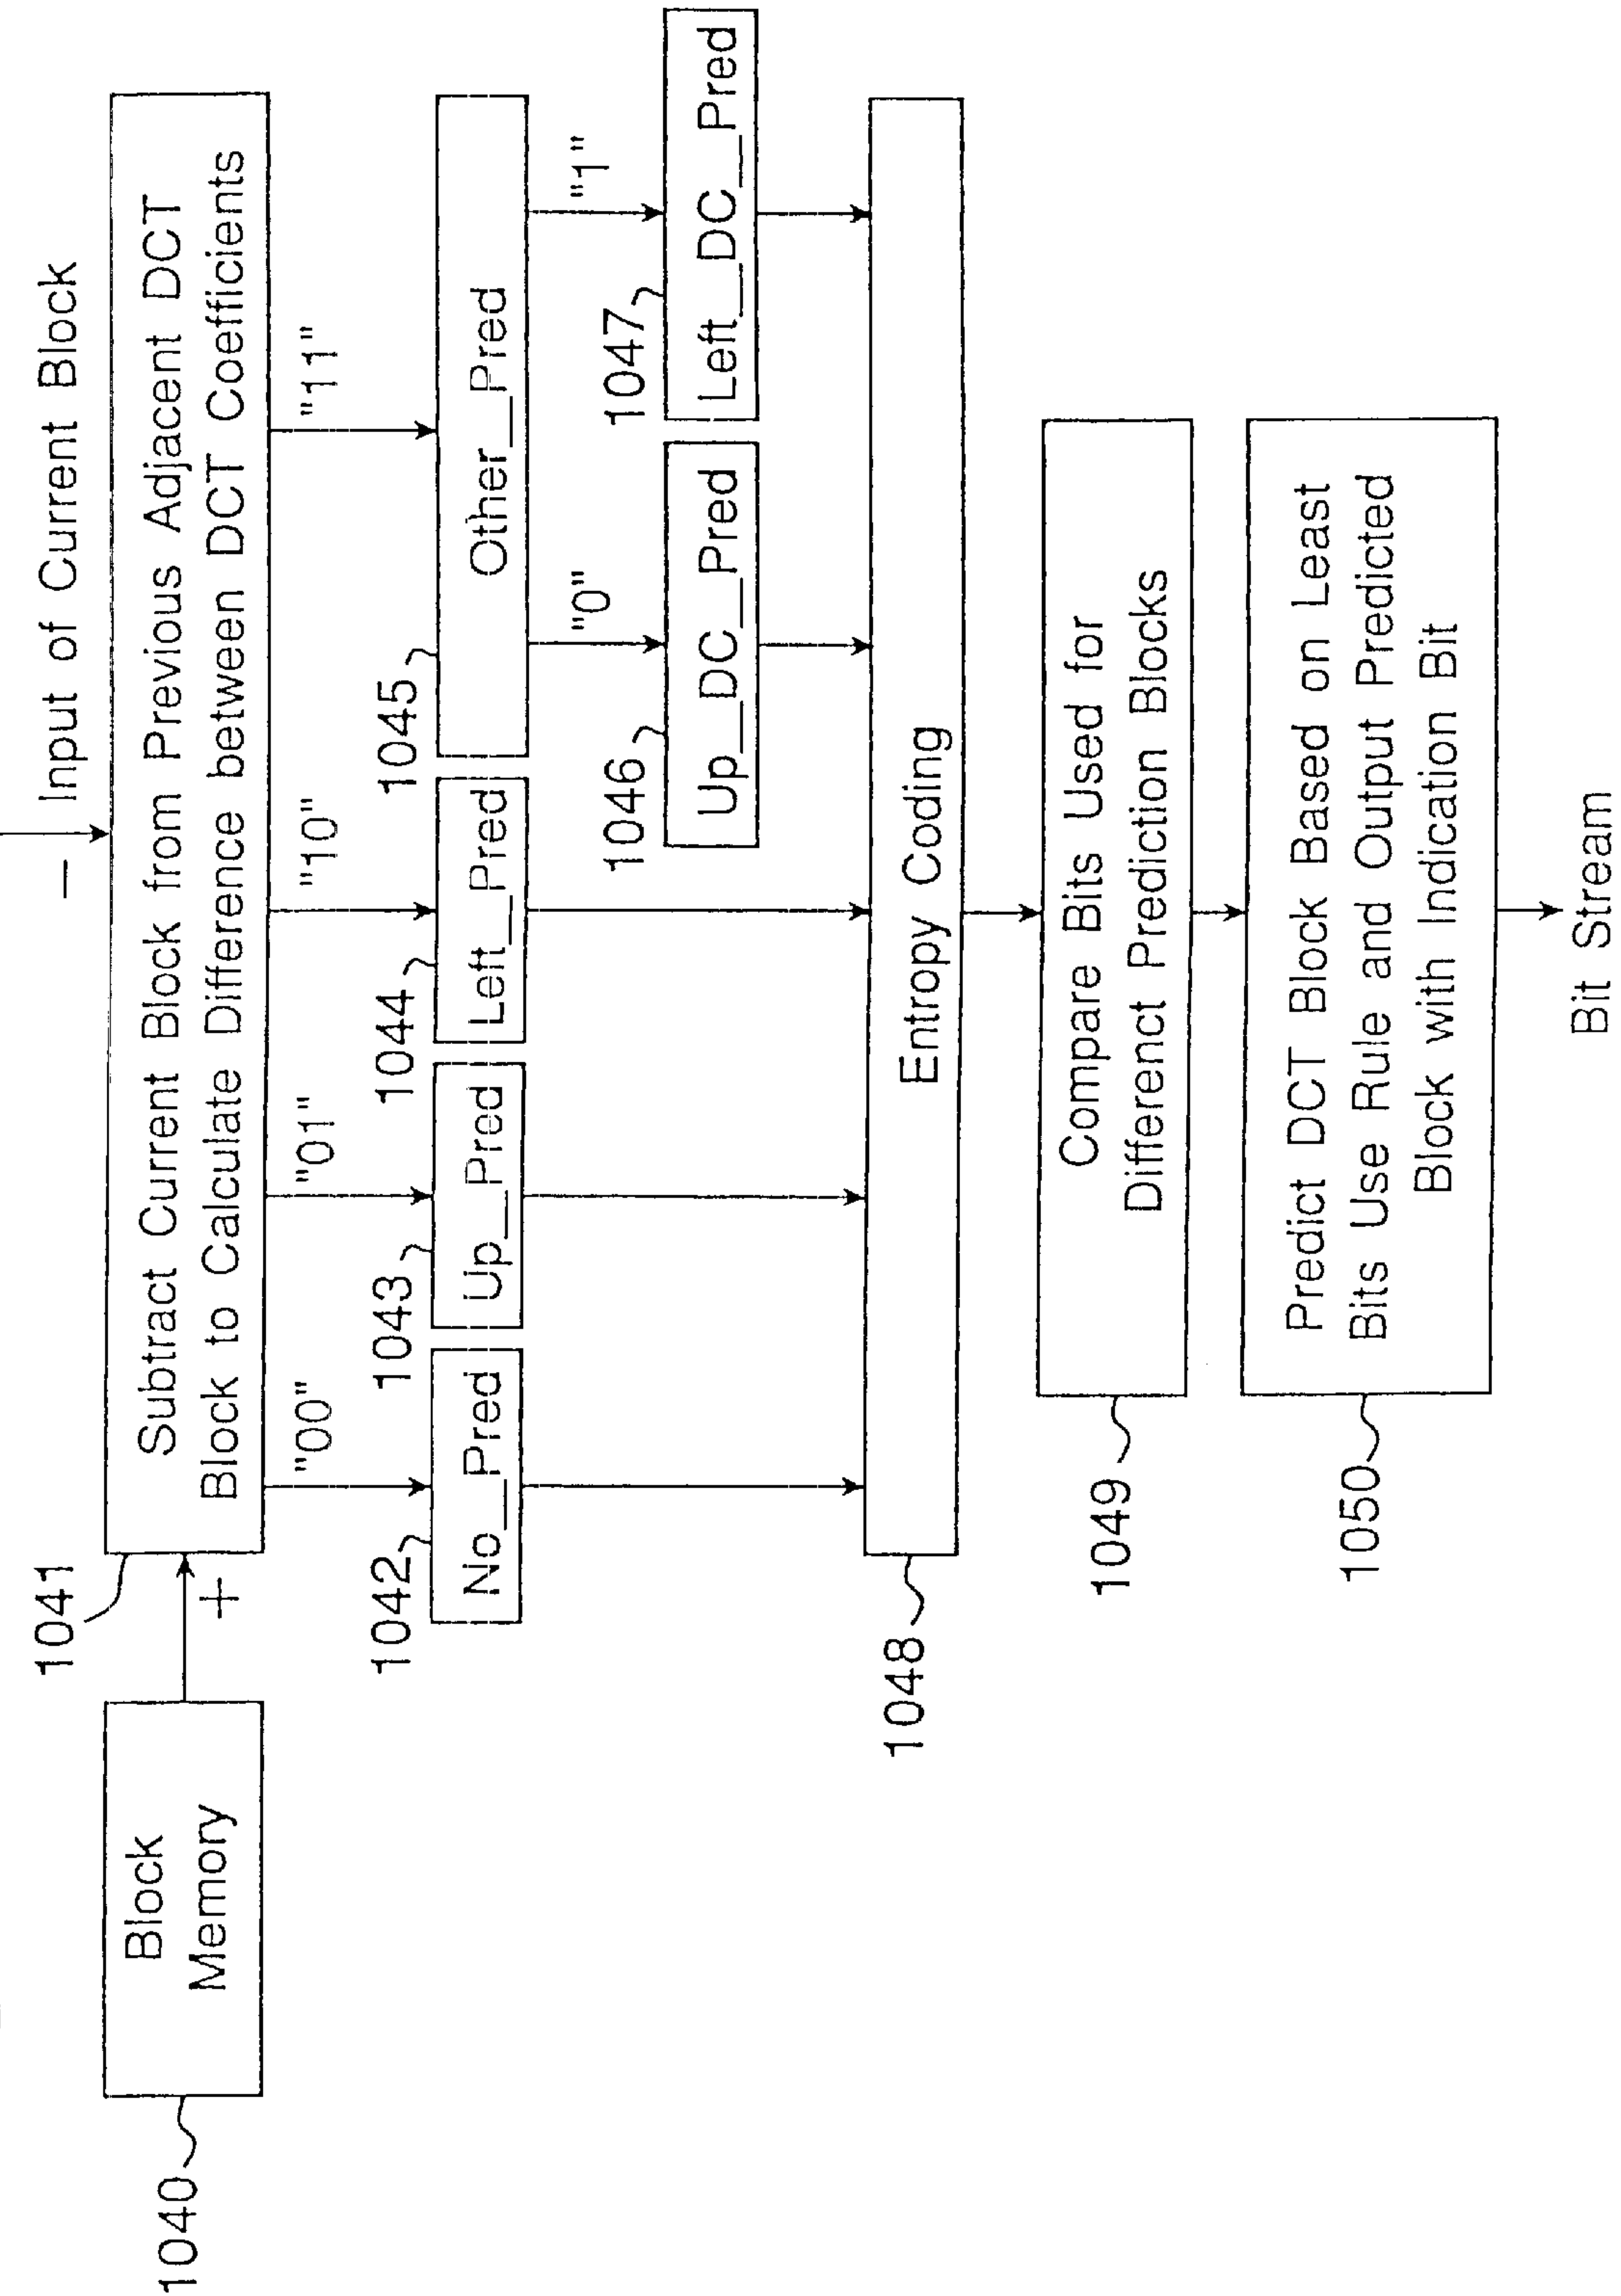 − Input of Current Block
1041
Subtract Current Block from Previous Adjacent DCT
Block to Calculate Difference between DCT Coefficients
1040
Block
Memory
+
"00"
"01"
"10"
"11"
1042
No_Pred
1043
Up_Pred
1044
Left_Pred
1045
Other_Pred
"0"
"1"
1046
Up_DC_Pred
1047
Left_DC_Pred
1048
Entropy Coding
1049
Compare Bits Used for
Differenct Prediction Blocks
1050
Predict DCT Block Based on Least
Bits Use Rule and Output Predicted
Block with Indication Bit
Bit Stream